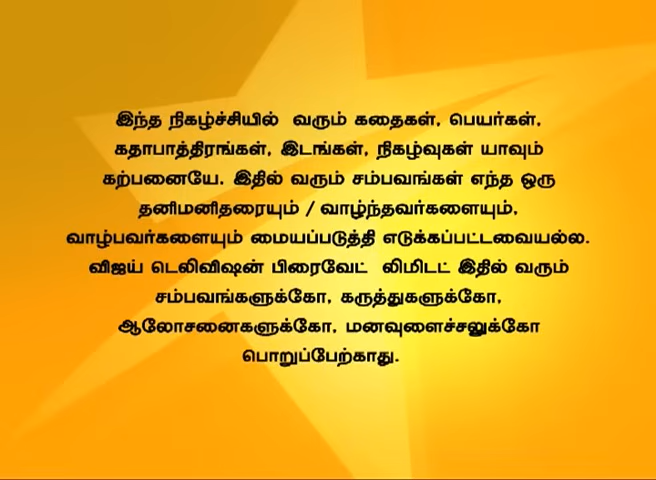 இந்த நிகழ்ச்சியில் வரும் கதைகள், பெயர்கள்,
கதாபாத்திரங்கள், இடங்கள், நிகழ்வுகள் யாவும்
கற்பனையே. இதில் வரும் சம்பவங்கள் எந்த ஒரு
தனிமனிதரையும் / வாழ்ந்தவர்களையும்,
வாழ்பவர்களையும் மையப்படுத்தி எடுக்கப்பட்டவையல்ல.
விஜய் டெலிவிஷன் பிரைவேட் லிமிடட் இதில் வரும்
சம்பவங்களுக்கோ, கருத்துகளுக்கோ,
ஆலோசனைகளுக்கோ, மனவுளைச்சலுக்கோ
பொறுப்பேற்காது.